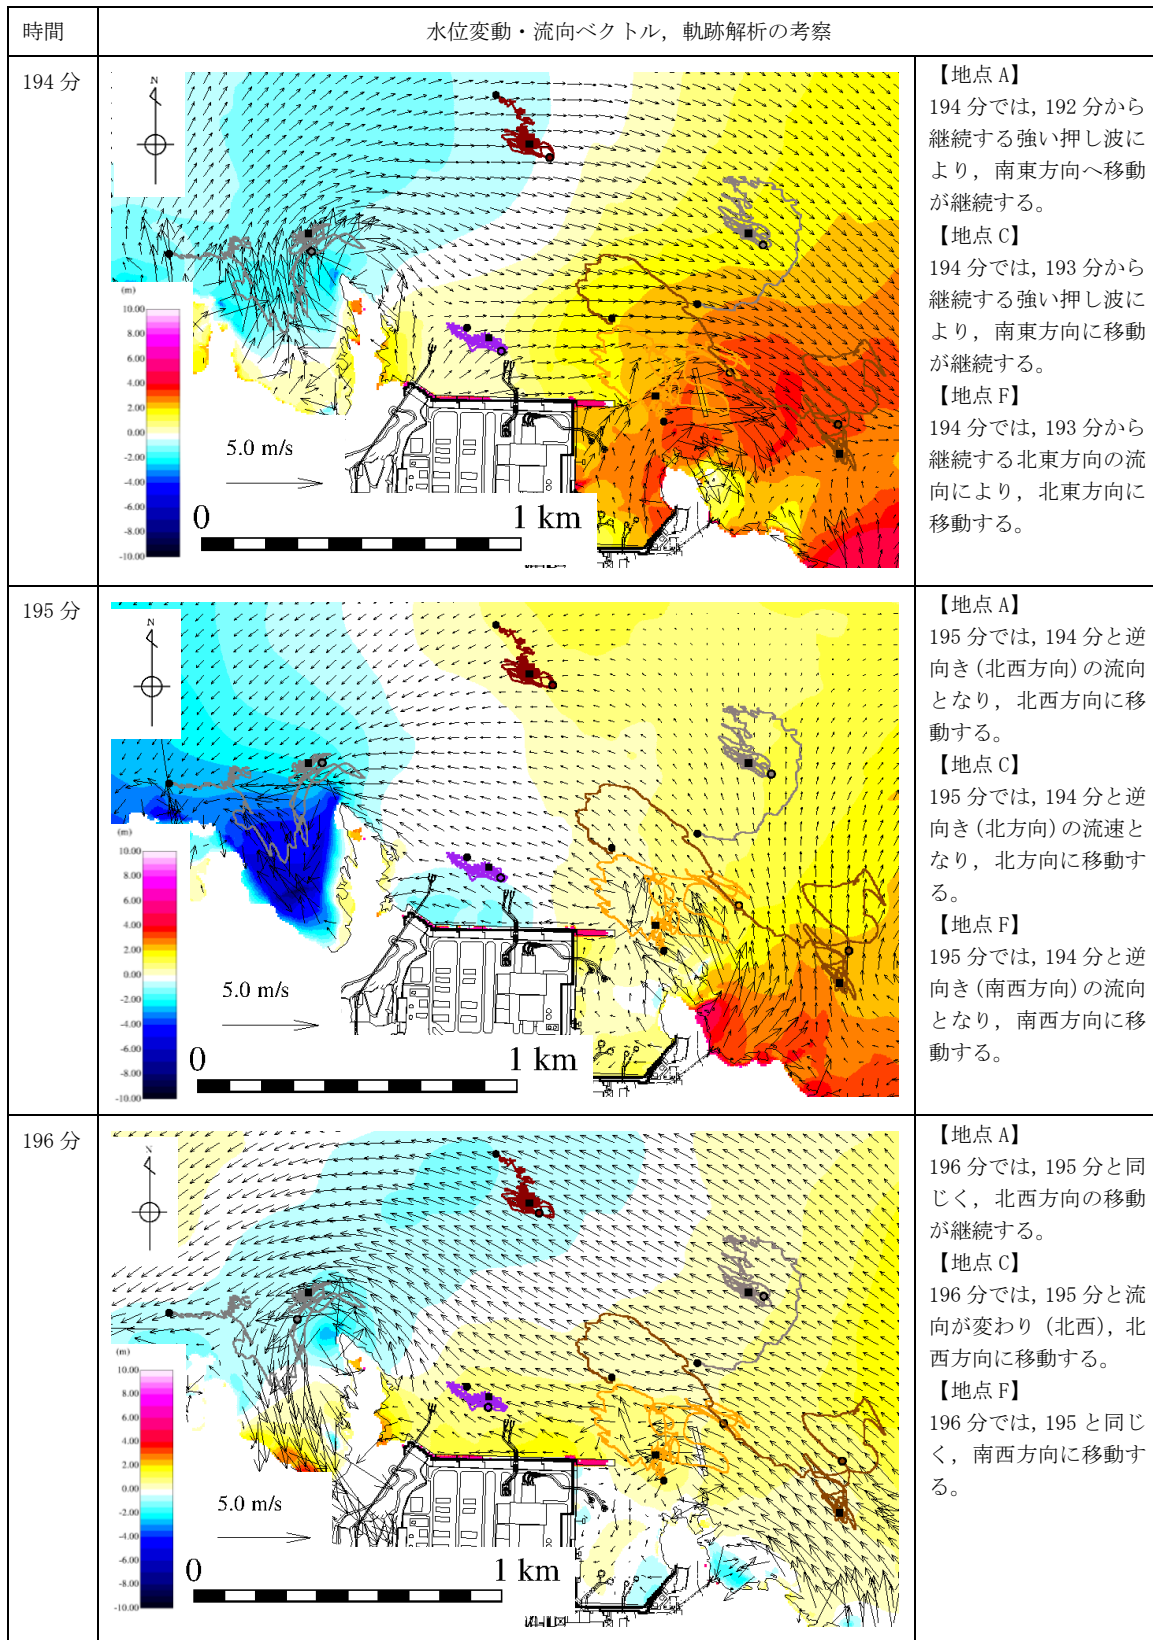 時間
水位変動・流向ベクトル，軌跡解析の考察
194 分
N
(m)
10.00
8.00
6.00
4.00
2.00
0.00
-2.00
-4.00
-6.00
-8.00
-10.00
5.0 m/s
0
1 km
【地点 A】
194 分では，192 分から
継続する強い押し波に
より，南東方向へ移動
が継続する。
【地点 C】
194 分では，193 分から
継続する強い押し波に
より，南東方向に移動
が継続する。
【地点 F】
194 分では，193 分から
継続する北東方向の流
向により，北東方向に
移動する。
195 分
N
(m)
10.00
8.00
6.00
4.00
2.00
0.00
-2.00
-4.00
-6.00
-8.00
-10.00
5.0 m/s
0
1 km
【地点 A】
195 分では，194 分と逆
向き（北西方向）の流向
となり，北西方向に移
動する。
【地点 C】
195 分では，194 分と逆
向き（北方向）の流速と
なり，北方向に移動す
る。
【地点 F】
195 分では，194 分と逆
向き（南西方向）の流向
となり，南西方向に移
動する。
196 分
N
(m)
10.00
8.00
6.00
4.00
2.00
0.00
-2.00
-4.00
-6.00
-8.00
-10.00
5.0 m/s
0
1 km
【地点 A】
196 分では，195 分と同
じく，北西方向の移動
が継続する。
【地点 C】
196 分では，195 分と流
向が変わり（北西），北
西方向に移動する。
【地点 F】
196 分では，195 と同じ
く，南西方向に移動す
る。